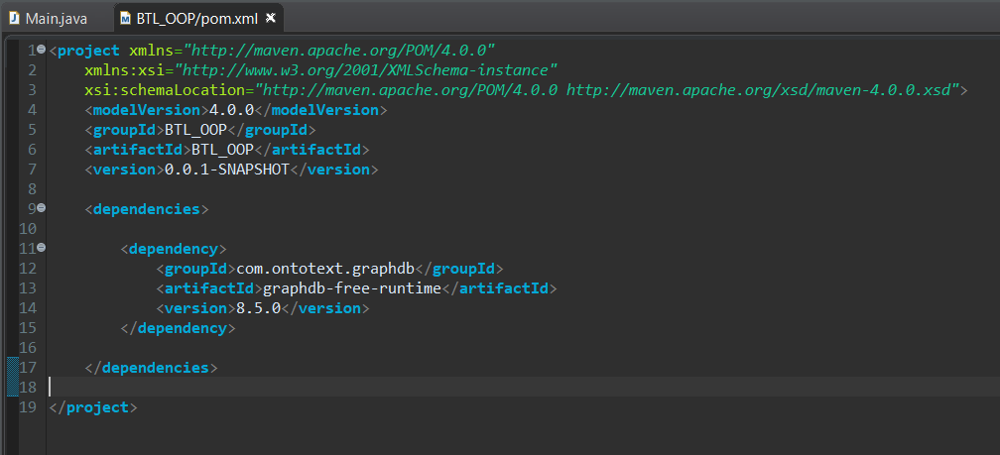 Main.java BTL_OOP/pom.xml
1 <project xmlns="http://maven.apache.org/POM/4.0.0"
2 xmlns:xsi="http://www.w3.org/2001/XMLSchema-instance"
3 xsi:schemaLocation="http://maven.apache.org/POM/4.0.0 http://maven.apache.org/xsd/maven-4.0.0.xsd">
4 <modelVersion>4.0.0</modelVersion>
5 <groupId>BTL_OOP</groupId>
6 <artifactId>BTL_OOP</artifactId>
7 <version>0.0.1-SNAPSHOT</version>
8
9 <dependencies>
10
11 <dependency>
12 <groupId>com.ontotext.graphdb</groupId>
13 <artifactId>graphdb-free-runtime</artifactId>
14 <version>8.5.0</version>
15 </dependency>
16
17 </dependencies>
18
19 </project>